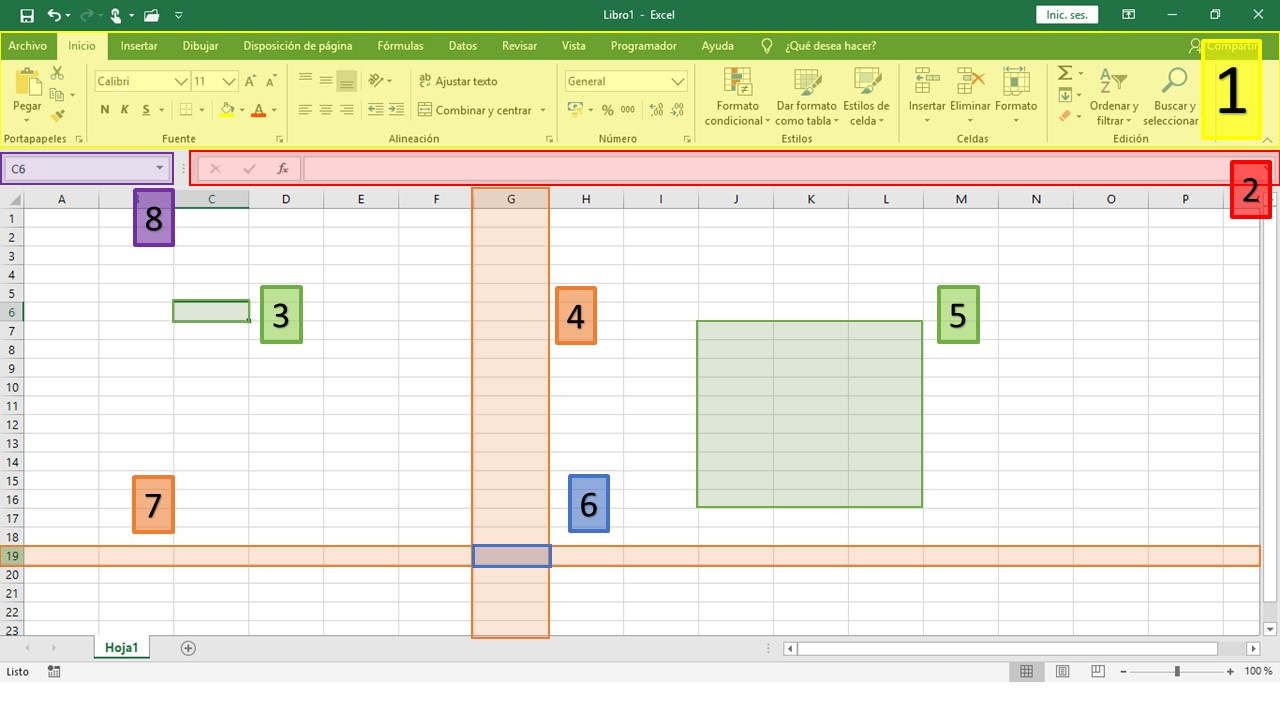 Libro1 - Excel
Inic. ses.
Archivo Inicio Insertar Dibujar Disposición de página Fórmulas Datos Revisar Vista Programador Ayuda ¿Qué desea hacer? Compartir
1
Pegar
Calibri 11
N K S A
A A
Ajustar texto
Combinar y centrar
General
% 000
Formato condicional
Dar formato como tabla
Estilos de celda
Insertar Eliminar Formato
Ordenar y filtrar
Buscar y seleccionar
Portapapeles Fuente Alineación Número Estilos Celdas Edición
C6 fx
2
A C D E F G H I J K L M N O P
8
1
2
3
4
5
6
7
8
9
10
11
12
13
14
15
16
17
18
19
20
21
22
23
3 4 5
7 6
Hoja1
Listo 100 %